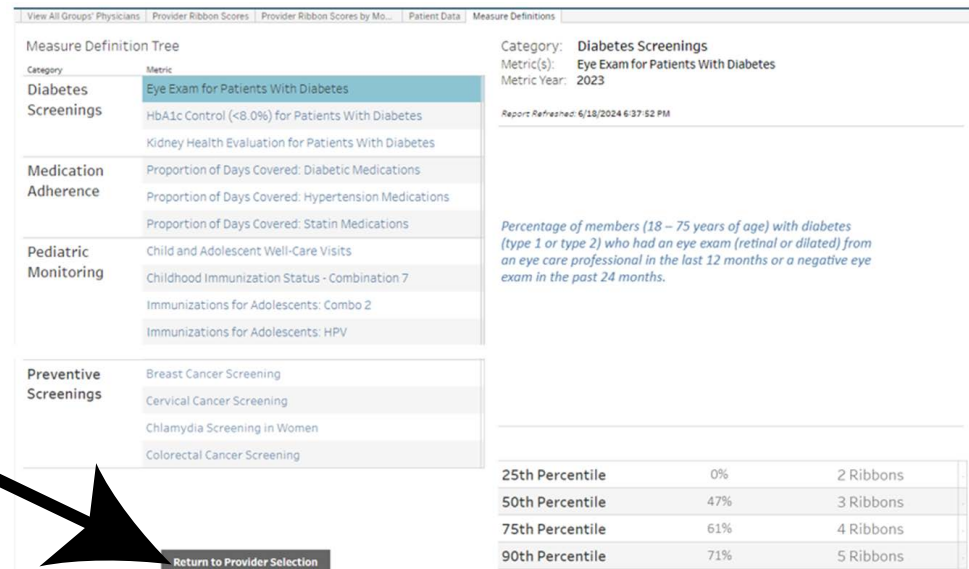 View All Groups' Physicians Provider Ribbon Scores Provider Ribbon Scores by Mo... Patient Data Measure Definitions
Measure Definition Tree
Category Metric
Diabetes
Screenings
Eye Exam for Patients With Diabetes
HbA1c Control (<8.0%) for Patients With Diabetes
Kidney Health Evaluation for Patients With Diabetes
Medication
Adherence
Proportion of Days Covered: Diabetic Medications
Proportion of Days Covered: Hypertension Medications
Proportion of Days Covered: Statin Medications
Pediatric
Monitoring
Child and Adolescent Well-Care Visits
Childhood Immunization Status - Combination 7
Immunizations for Adolescents: Combo 2
Immunizations for Adolescents: HPV
Preventive
Screenings
Breast Cancer Screening
Cervical Cancer Screening
Chlamydia Screening in Women
Colorectal Cancer Screening
Return to Provider Selection
Category: Diabetes Screenings
Metric(s): Eye Exam for Patients With Diabetes
Metric Year: 2023
Report Refreshed: 6/18/2024 6:37:52 PM
Percentage of members (18 – 75 years of age) with diabetes
(type 1 or type 2) who had an eye exam (retinal or dilated) from
an eye care professional in the last 12 months or a negative eye
exam in the past 24 months.
25th Percentile 0% 2 Ribbons
50th Percentile 47% 3 Ribbons
75th Percentile 61% 4 Ribbons
90th Percentile 71% 5 Ribbons